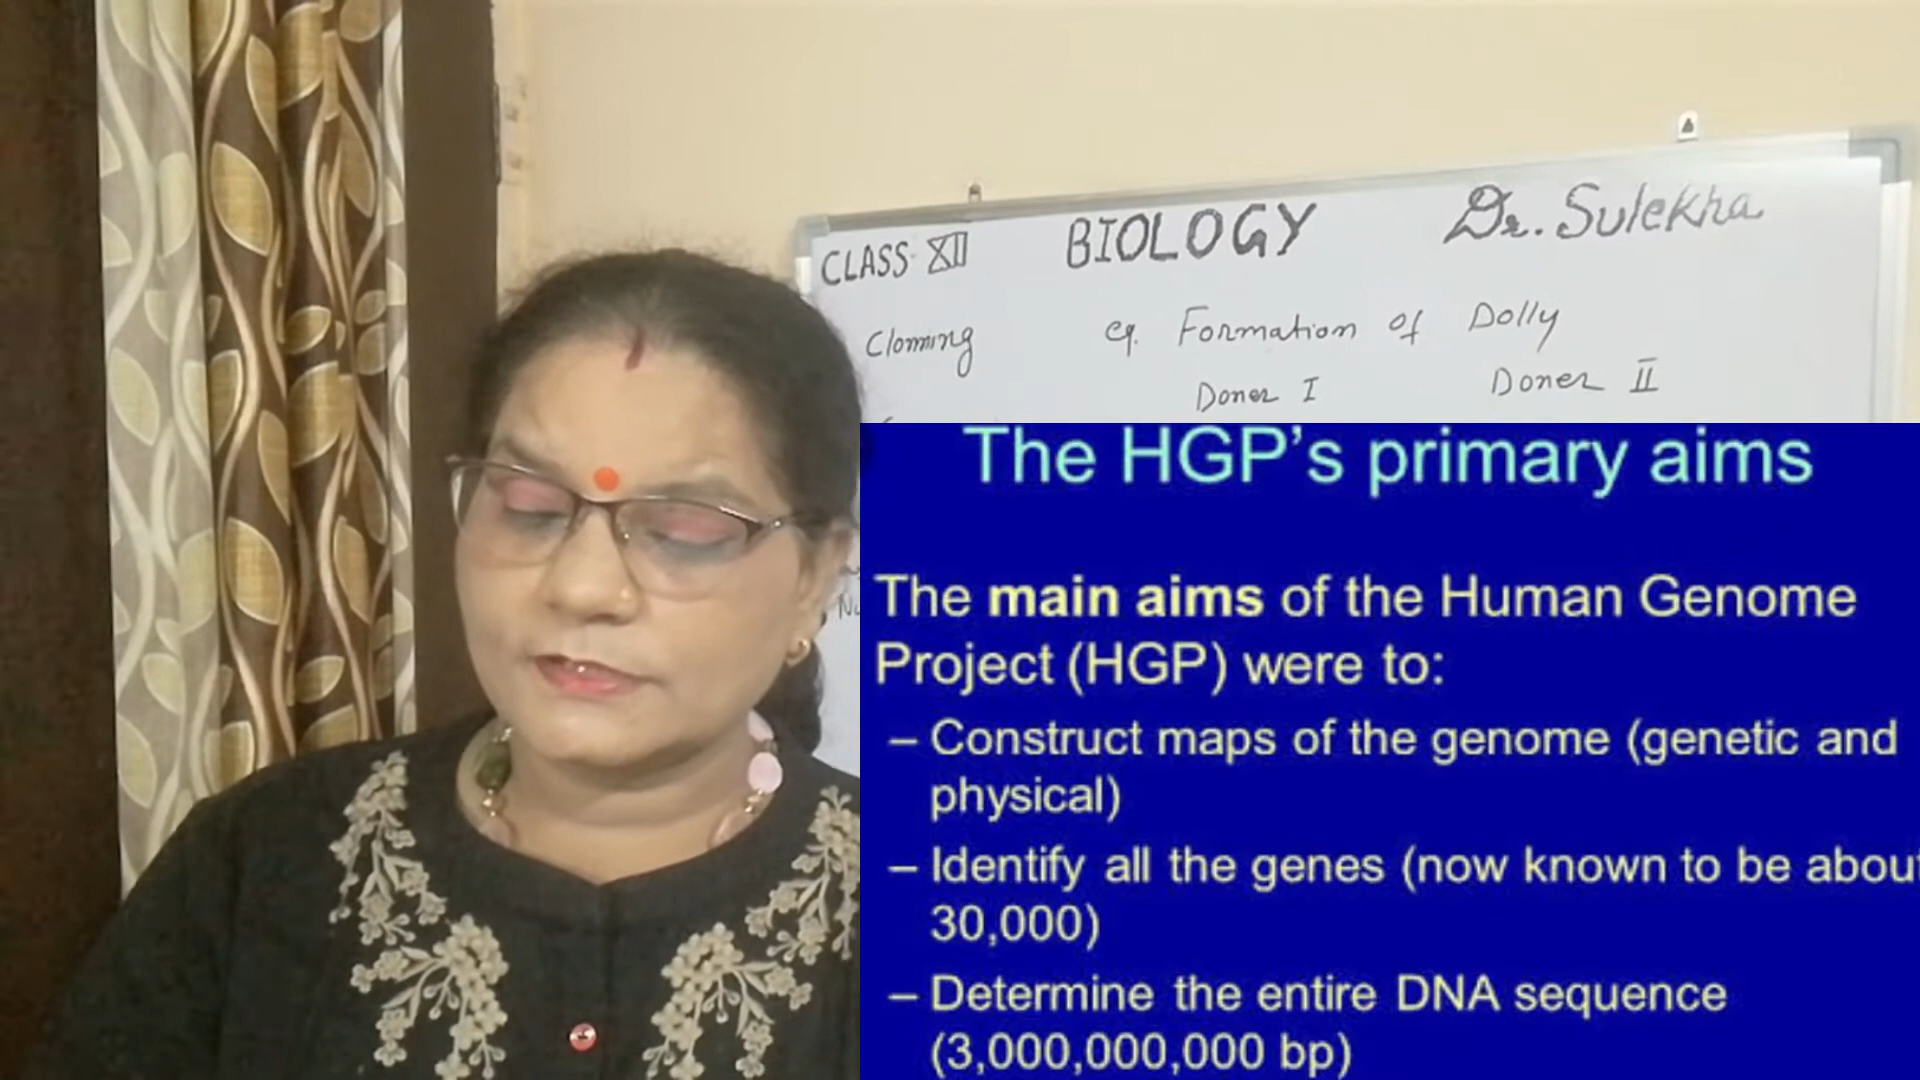 CLASS XII BIOLOGY Dr. Sulekha
Clonning eg. Formation of Dolly
Doner I Doner II
The HGP’s primary aims
The main aims of the Human Genome
Project (HGP) were to:
– Construct maps of the genome (genetic and
physical)
– Identify all the genes (now known to be about
30,000)
– Determine the entire DNA sequence
(3,000,000,000 bp)